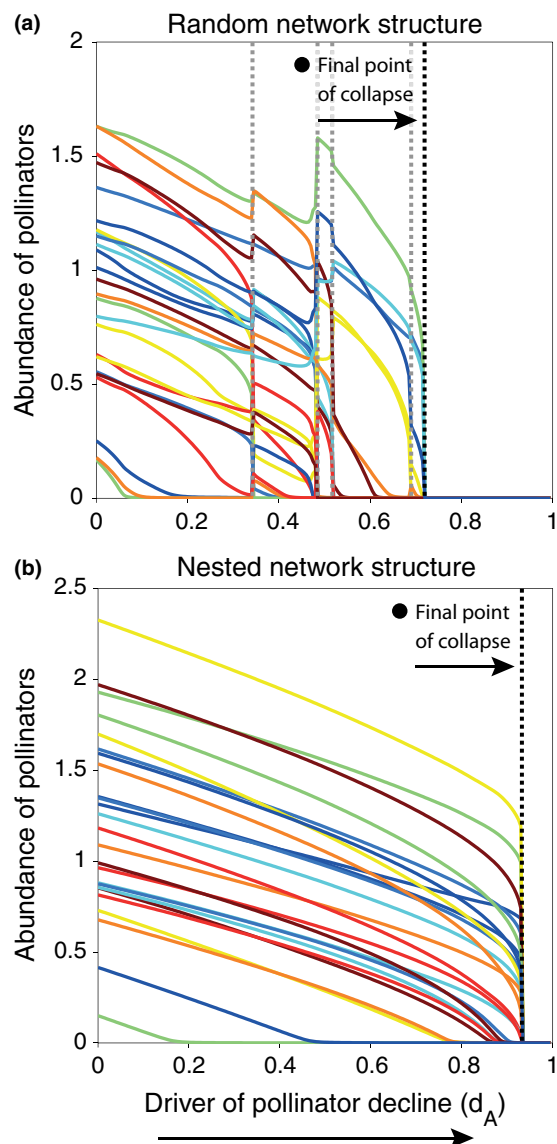 (a) Random network structure
2
1.5
1
0.5
0
Abundance of pollinators
● Final point
of collapse
0 0.2 0.4 0.6 0.8 1
(b) Nested network structure
2.5
2
1.5
1
0.5
0
Abundance of pollinators
● Final point
of collapse
0 0.2 0.4 0.6 0.8 1
Driver of pollinator decline (d_A)